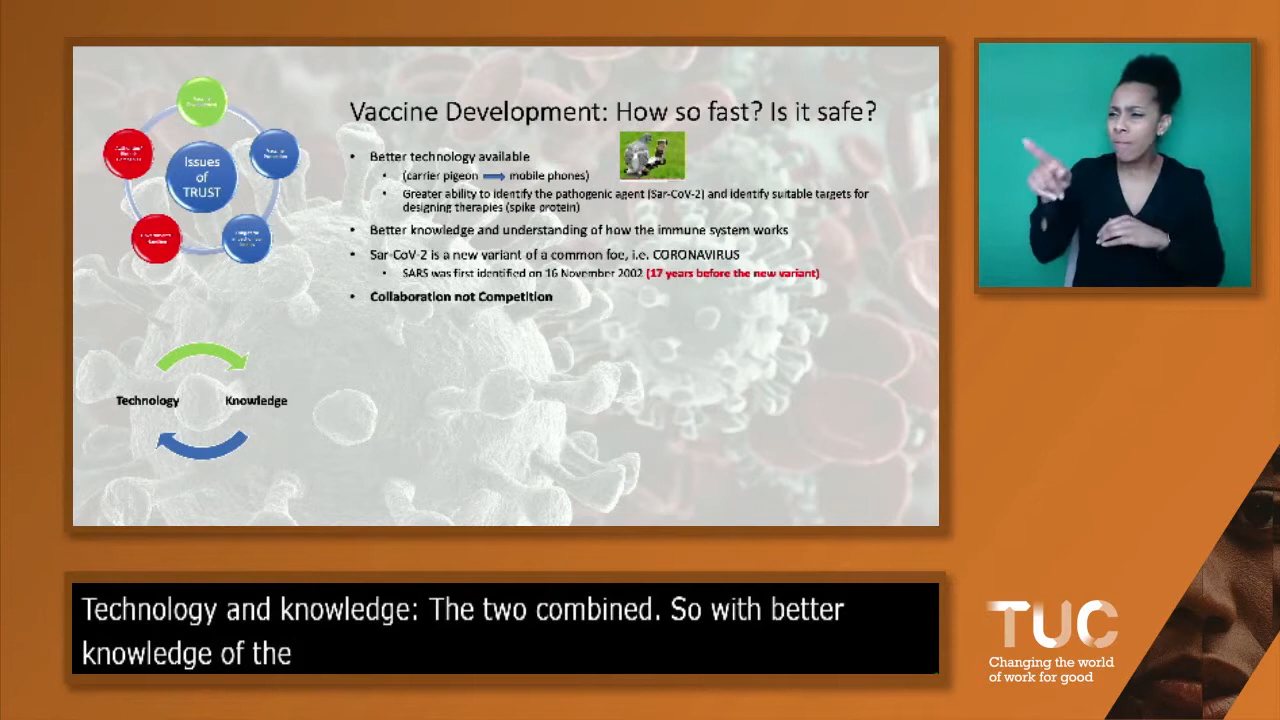 Vaccine Development: How so fast? Is it safe?
Issues
of
TRUST
• Better technology available
• (carrier pigeon mobile phones)
• Greater ability to identify the pathogenic agent (Sar-CoV-2) and identify suitable targets for
designing therapies (spike protein)
• Better knowledge and understanding of how the immune system works
• Sar-CoV-2 is a new variant of a common foe, i.e. CORONAVIRUS
• SARS was first identified on 16 November 2002 (17 years before the new variant)
• Collaboration not Competition
Technology
Knowledge
Technology and knowledge: The two combined. So with better
knowledge of the
TUC
Changing the world
of work for good